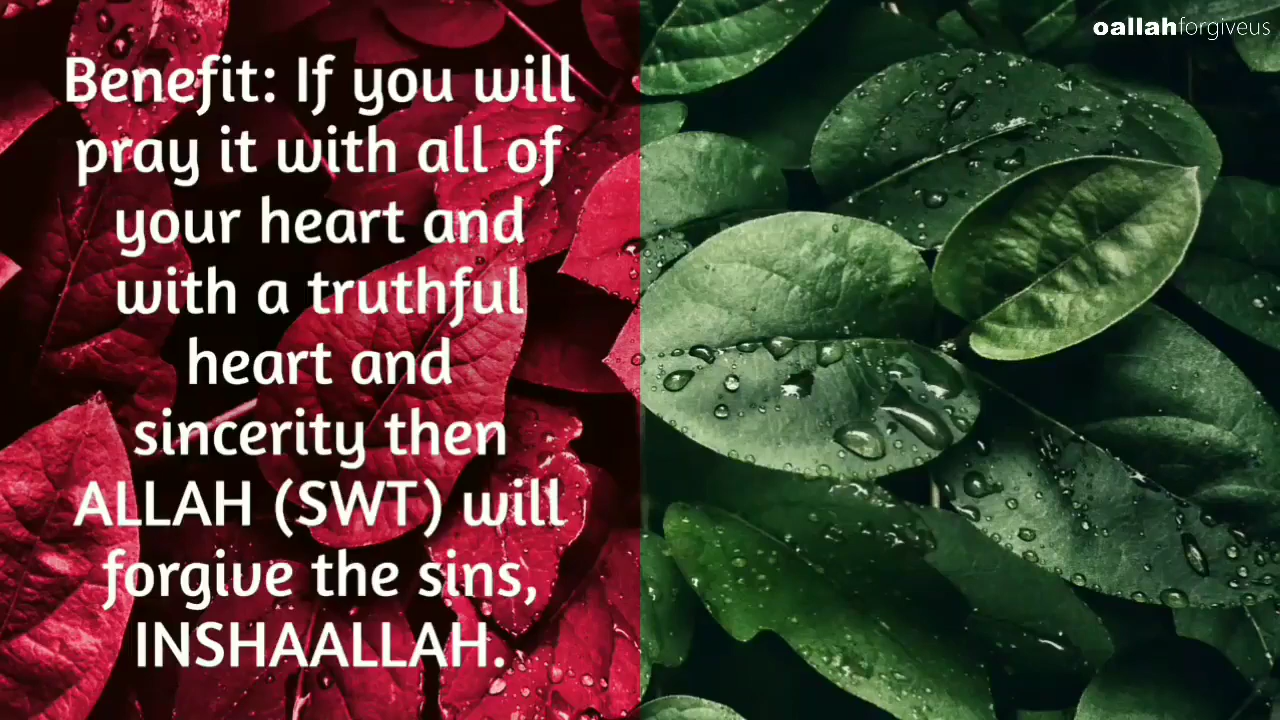 oallahforgiveus
Benefit: If you will
pray it with all of
your heart and
with a truthful
heart and
sincerity then
ALLAH (SWT) will
forgive the sins,
INSHAALLAH.